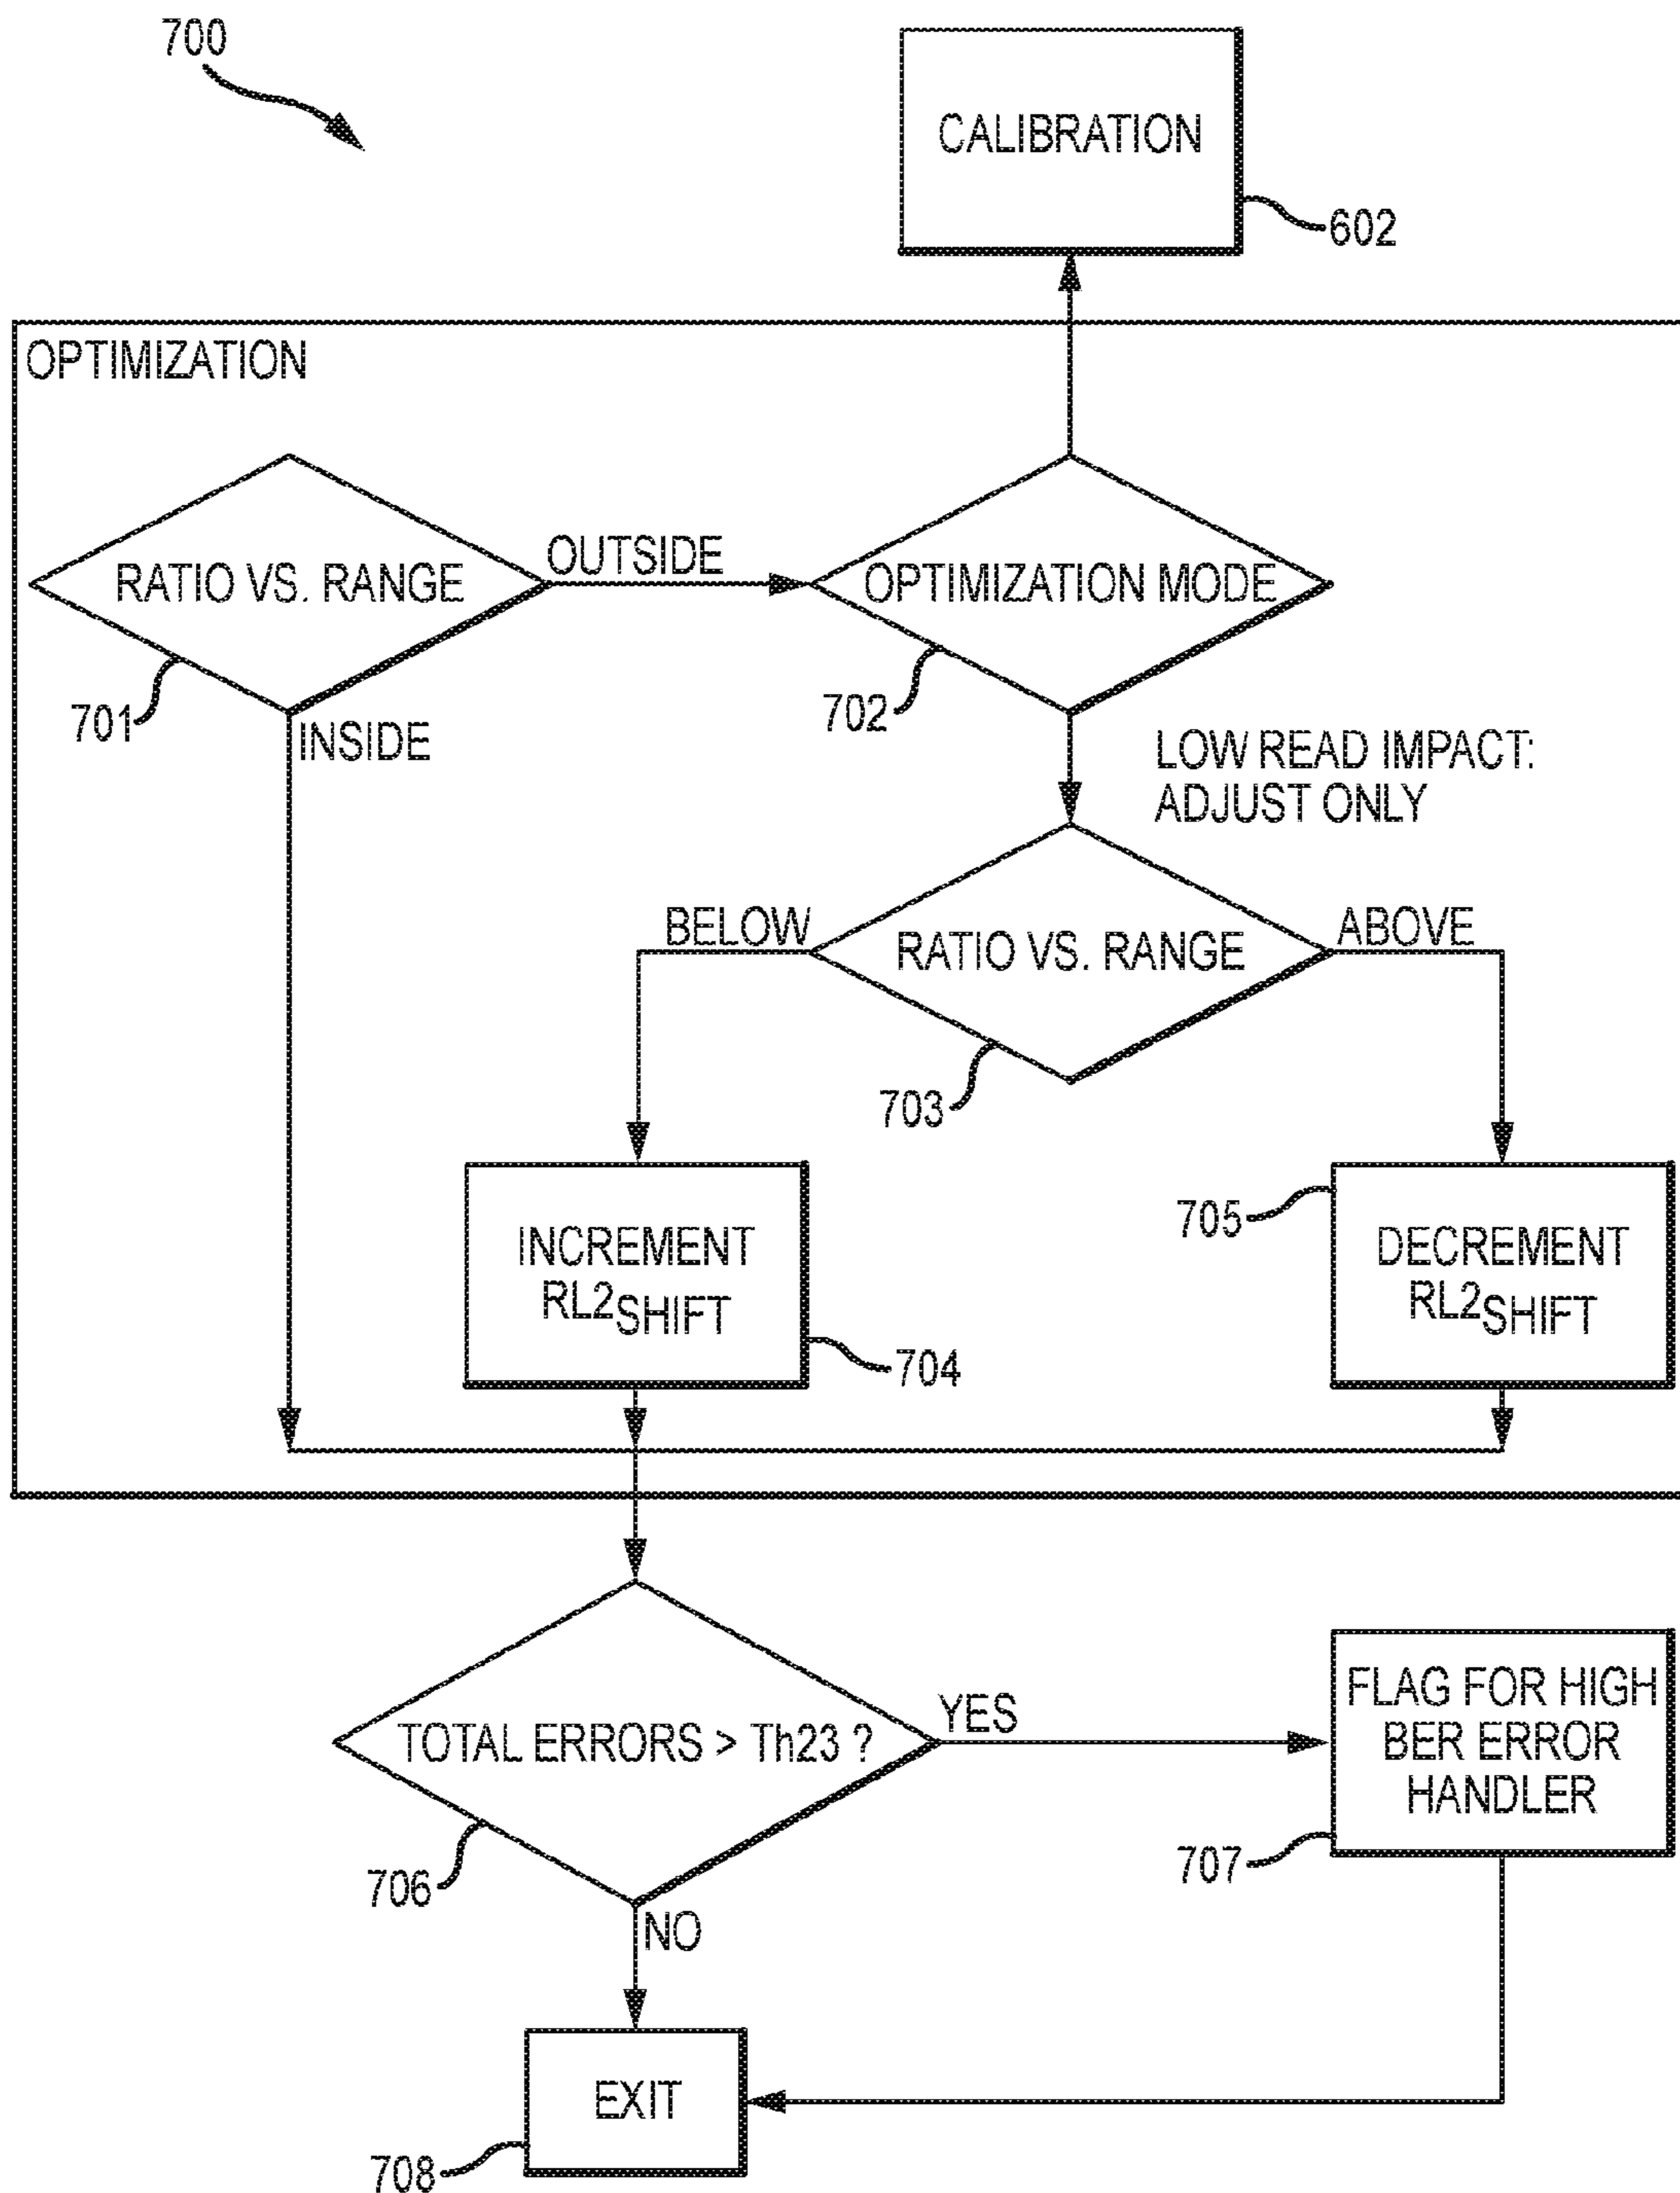 700
CALIBRATION
602
OPTIMIZATION
RATIO VS. RANGE
OUTSIDE
OPTIMIZATION MODE
701
INSIDE
702
LOW READ IMPACT:
ADJUST ONLY
BELOW
RATIO VS. RANGE
ABOVE
703
INCREMENT
RL2SHIFT
704
705
DECREMENT
RL2SHIFT
TOTAL ERRORS > Th23 ?
YES
FLAG FOR HIGH
BER ERROR
HANDLER
706
707
NO
EXIT
708